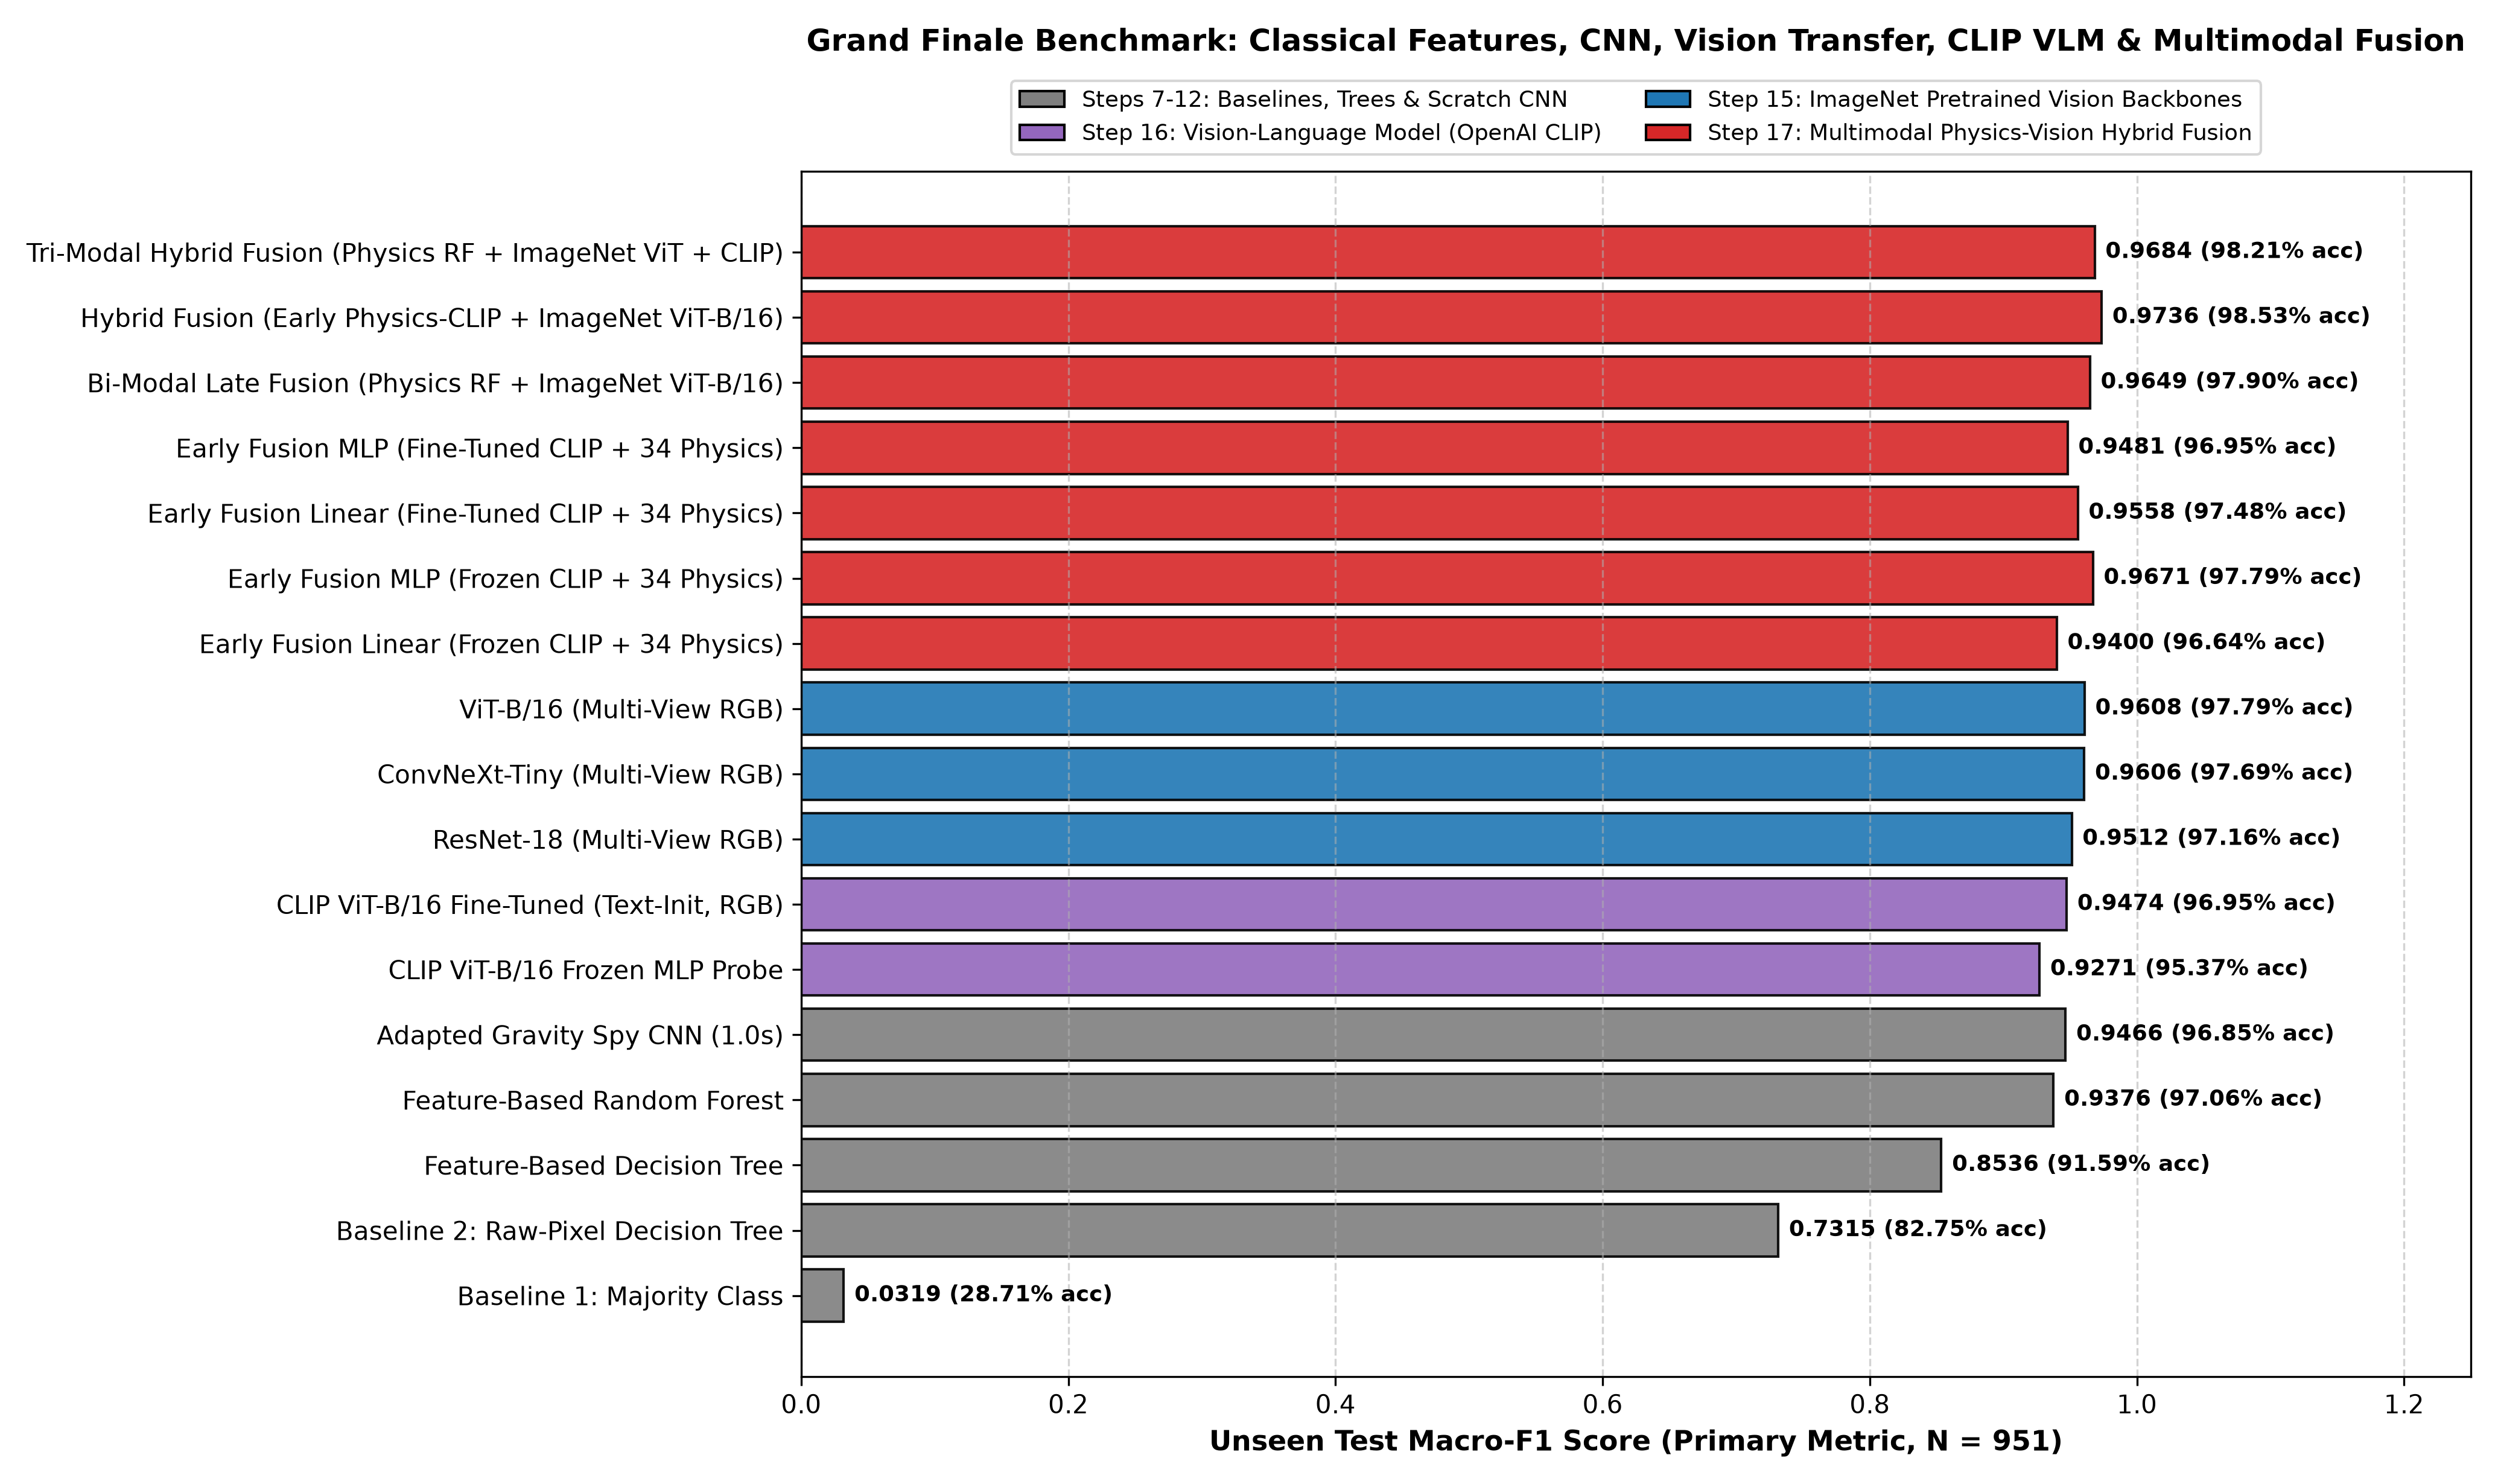 Grand Finale Benchmark: Classical Features, CNN, Vision Transfer, CLIP VLM & Multimodal Fusion
Steps 7-12: Baselines, Trees & Scratch CNN
Step 16: Vision-Language Model (OpenAI CLIP)
Step 15: ImageNet Pretrained Vision Backbones
Step 17: Multimodal Physics-Vision Hybrid Fusion
Tri-Modal Hybrid Fusion (Physics RF + ImageNet ViT + CLIP) 0.9684 (98.21% acc)
Hybrid Fusion (Early Physics-CLIP + ImageNet ViT-B/16) 0.9736 (98.53% acc)
Bi-Modal Late Fusion (Physics RF + ImageNet ViT-B/16) 0.9649 (97.90% acc)
Early Fusion MLP (Fine-Tuned CLIP + 34 Physics) 0.9481 (96.95% acc)
Early Fusion Linear (Fine-Tuned CLIP + 34 Physics) 0.9558 (97.48% acc)
Early Fusion MLP (Frozen CLIP + 34 Physics) 0.9671 (97.79% acc)
Early Fusion Linear (Frozen CLIP + 34 Physics) 0.9400 (96.64% acc)
ViT-B/16 (Multi-View RGB) 0.9608 (97.79% acc)
ConvNeXt-Tiny (Multi-View RGB) 0.9606 (97.69% acc)
ResNet-18 (Multi-View RGB) 0.9512 (97.16% acc)
CLIP ViT-B/16 Fine-Tuned (Text-Init, RGB) 0.9474 (96.95% acc)
CLIP ViT-B/16 Frozen MLP Probe 0.9271 (95.37% acc)
Adapted Gravity Spy CNN (1.0s) 0.9466 (96.85% acc)
Feature-Based Random Forest 0.9376 (97.06% acc)
Feature-Based Decision Tree 0.8536 (91.59% acc)
Baseline 2: Raw-Pixel Decision Tree 0.7315 (82.75% acc)
Baseline 1: Majority Class 0.0319 (28.71% acc)
0.0 0.2 0.4 0.6 0.8 1.0 1.2
Unseen Test Macro-F1 Score (Primary Metric, N = 951)